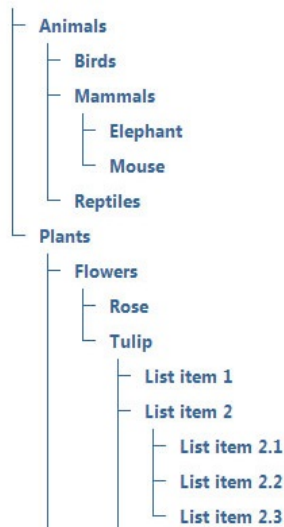 Animals
Birds
Mammals
Elephant
Mouse
Reptiles
Plants
Flowers
Rose
Tulip
List item 1
List item 2
List item 2.1
List item 2.2
List item 2.3